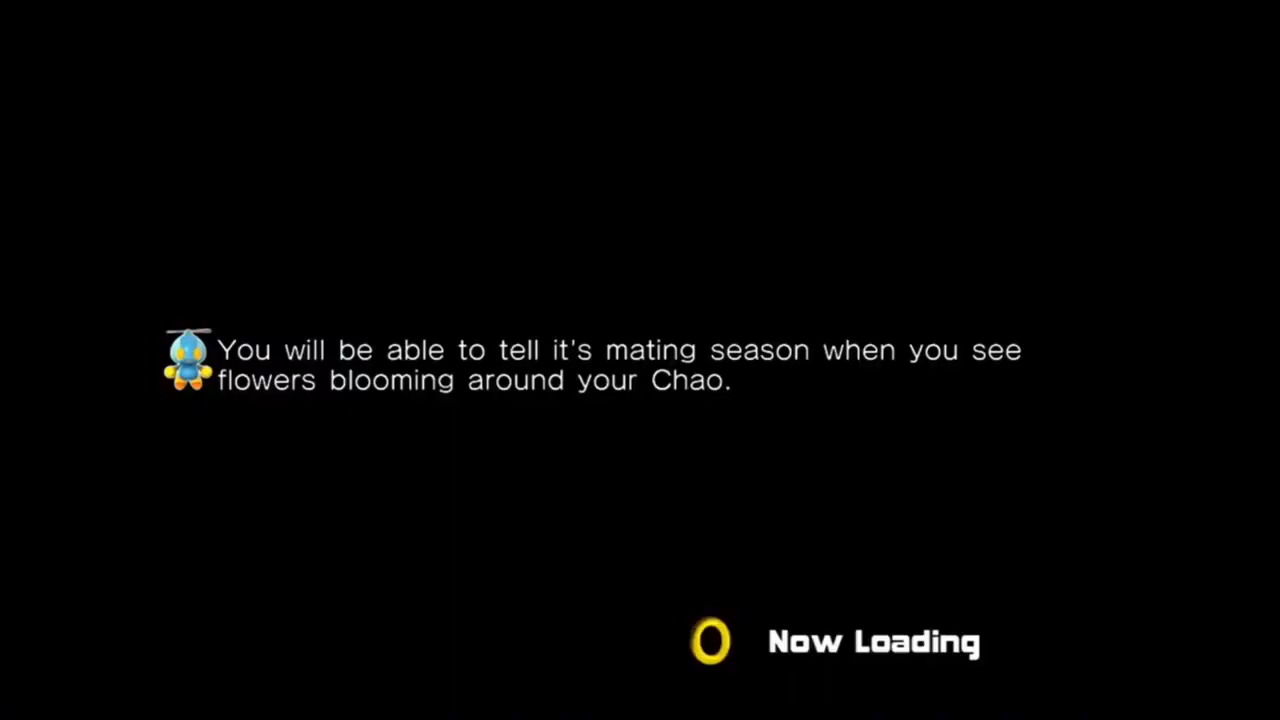 You will be able to tell it's mating season when you see
flowers blooming around your Chao.
Now Loading